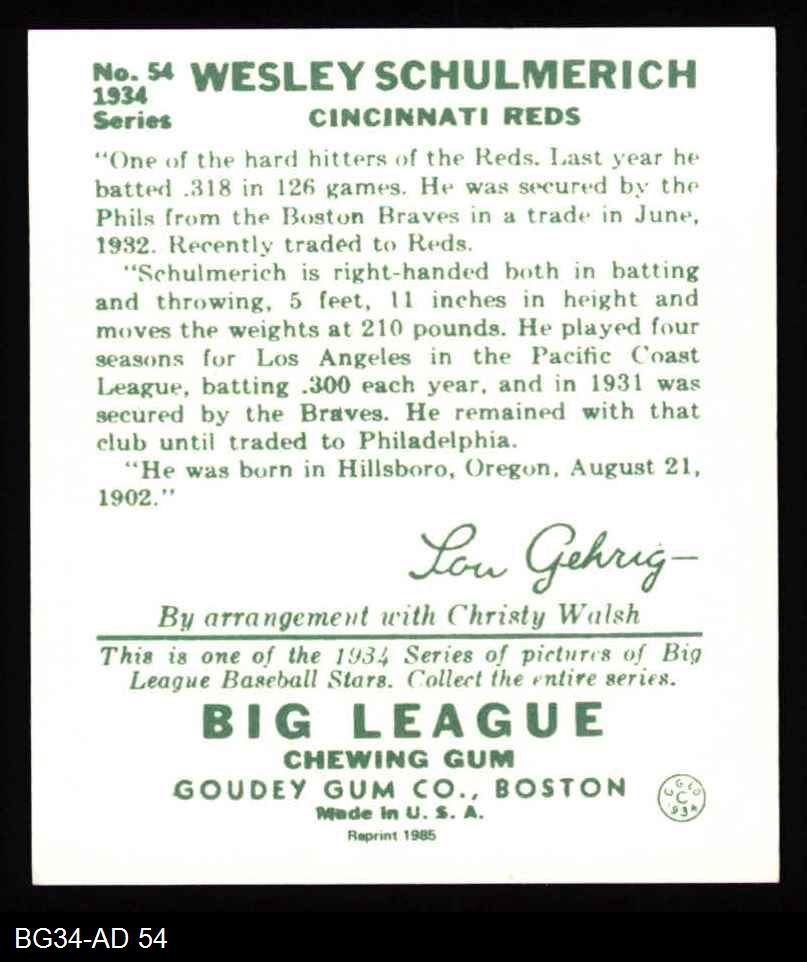 No. 54 WESLEY SCHULMERICH
1934
Series
CINCINNATI REDS
"One of the hard hitters of the Reds. Last year he
batted .318 in 126 games. He was secured by the
Phils from the Boston Braves in a trade in June,
1932. Recently traded to Reds.
"Schulmerich is right-handed both in batting
and throwing, 5 feet, 11 inches in height and
moves the weights at 210 pounds. He played four
seasons for Los Angeles in the Pacific Coast
League, batting .300 each year, and in 1931 was
secured by the Braves. He remained with that
club until traded to Philadelphia.
"He was born in Hillsboro, Oregon, August 21,
1902."
Lou Gehrig—
By arrangement with Christy Walsh
This is one of the 1934 Series of pictures of Big
League Baseball Stars. Collect the entire series.
BIG LEAGUE
CHEWING GUM
GOUDEY GUM CO., BOSTON
Made in U. S. A.
Reprint 1985
C
BG34-AD 54